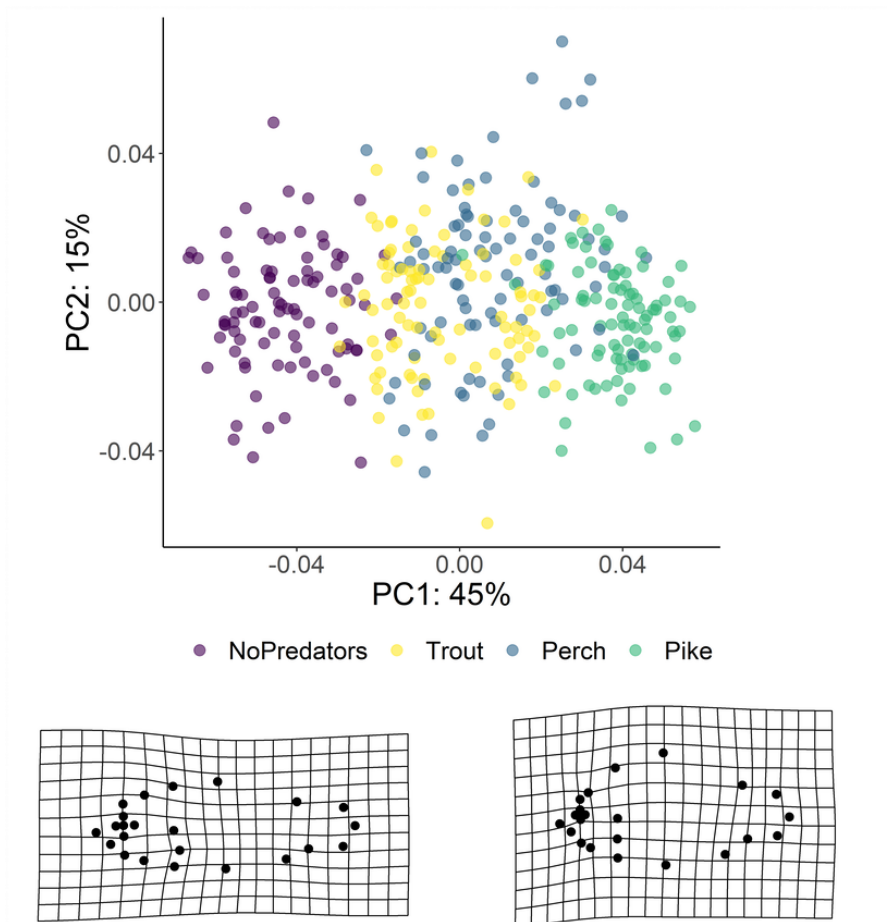 0.04
0.00
-0.04
PC2: 15%
-0.04 0.00 0.04
PC1: 45%
NoPredators Trout Perch Pike